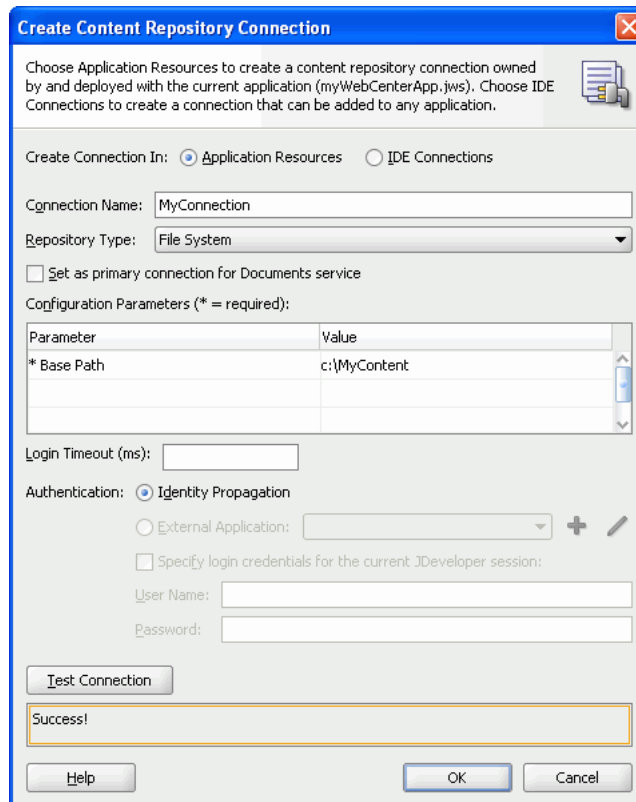 Create Content Repository Connection
Choose Application Resources to create a content repository connection owned
by and deployed with the current application (myWebCenterApp.jws). Choose IDE
Connections to create a connection that can be added to any application.
Create Connection In: Application Resources IDE Connections
Connection Name: MyConnection
Repository Type: File System
Set as primary connection for Documents service
Configuration Parameters (* = required):
Parameter Value
* Base Path c:\MyContent
Login Timeout (ms):
Authentication: Identity Propagation
External Application:
Specify login credentials for the current JDeveloper session:
User Name:
Password:
Test Connection
Success!
Help OK Cancel